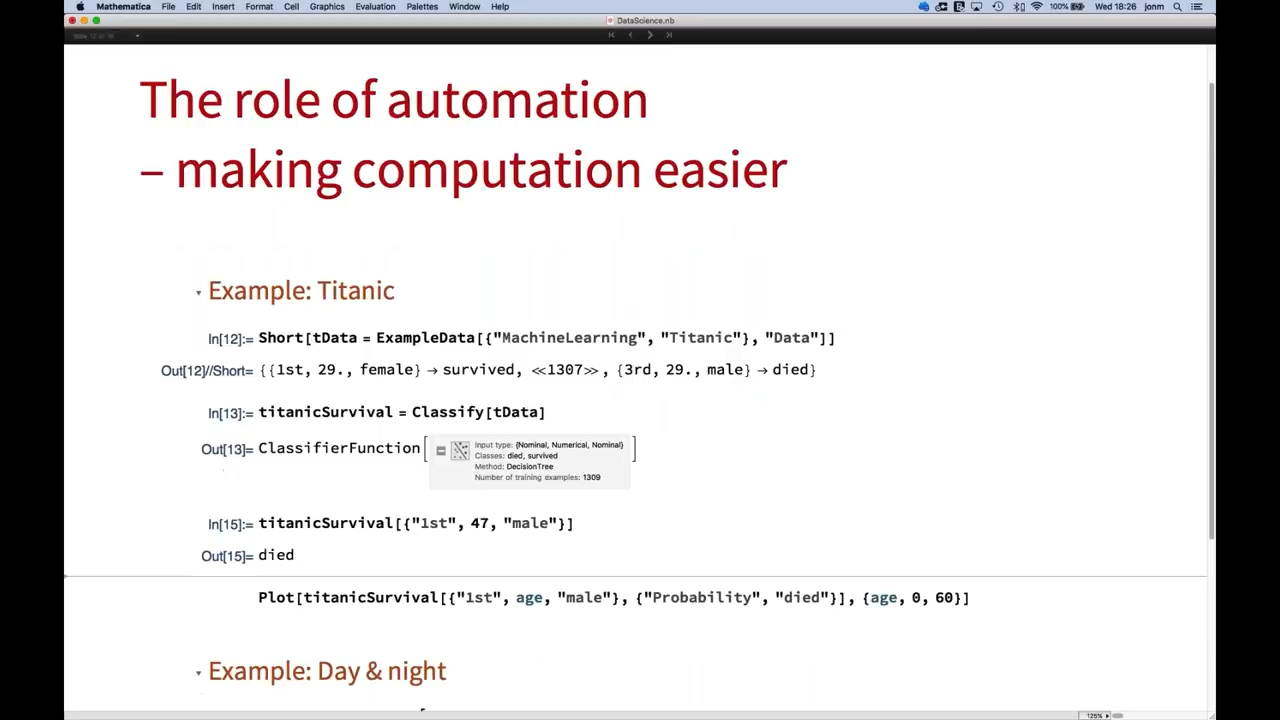 Mathematica File Edit Insert Format Cell Graphics Evaluation Palettes Window Help 100% Wed 18:26 jonm
DataScience.nb
The role of automation
– making computation easier
Example: Titanic
In[12]:= Short[tData = ExampleData[{"MachineLearning", "Titanic"}, "Data"]]
Out[12]//Short= {{1st, 29., female} → survived, <<1307>>, {3rd, 29., male} → died}
In[13]:= titanicSurvival = Classify[tData]
Out[13]= ClassifierFunction[
Input type: {Nominal, Numerical, Nominal}
Classes: died, survived
Method: DecisionTree
Number of training examples: 1309
]
In[15]:= titanicSurvival[{"1st", 47, "male"}]
Out[15]= died
Plot[titanicSurvival[{"1st", age, "male"}, {"Probability", "died"}], {age, 0, 60}]
Example: Day & night
125%